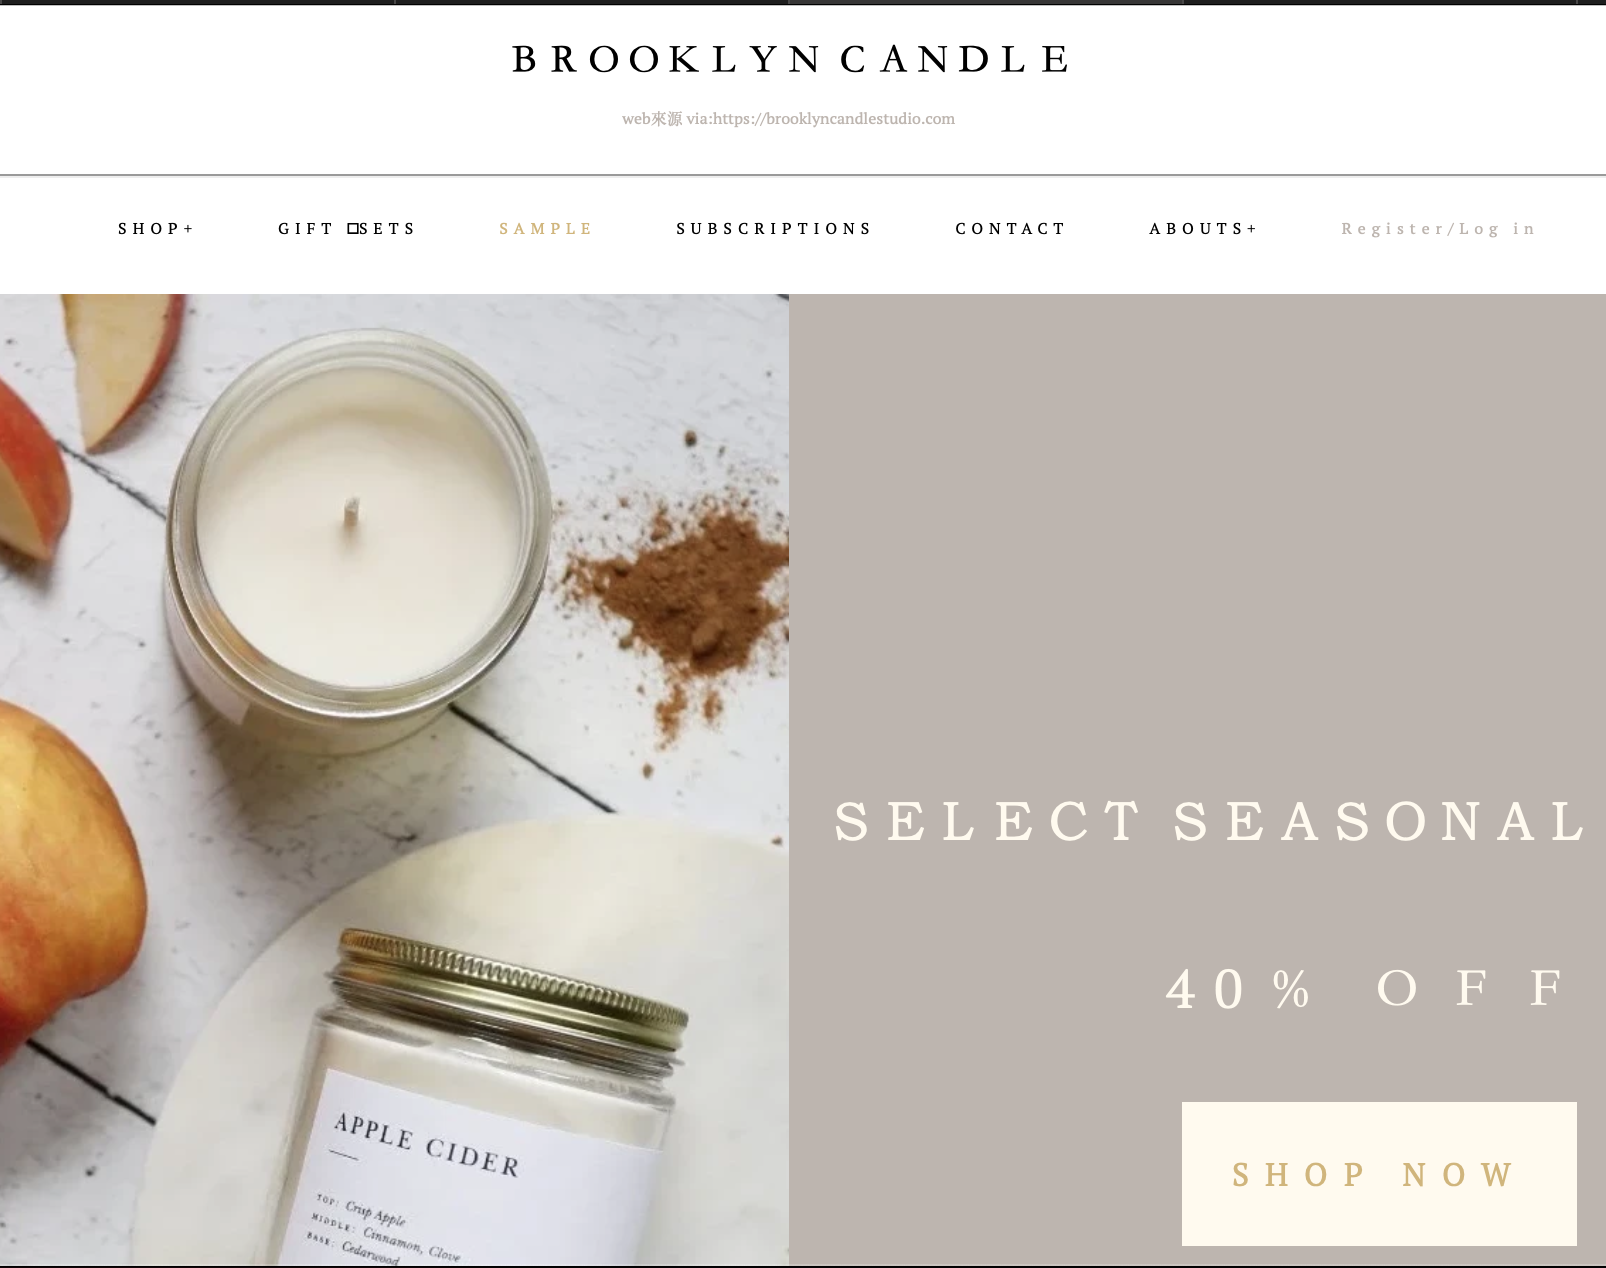 BROOKLYN CANDLE
web來源 via:https://brooklyncandlestudio.com
SHOP+ GIFT □SETS SAMPLE SUBSCRIPTIONS CONTACT ABOUTS+ Register/Log in
SELECT SEASONAL
40% OFF
SHOP NOW
APPLE CIDER
TOP: Crisp Apple
MIDDLE: Cinnamon, Clove
BASE: Cedarwood